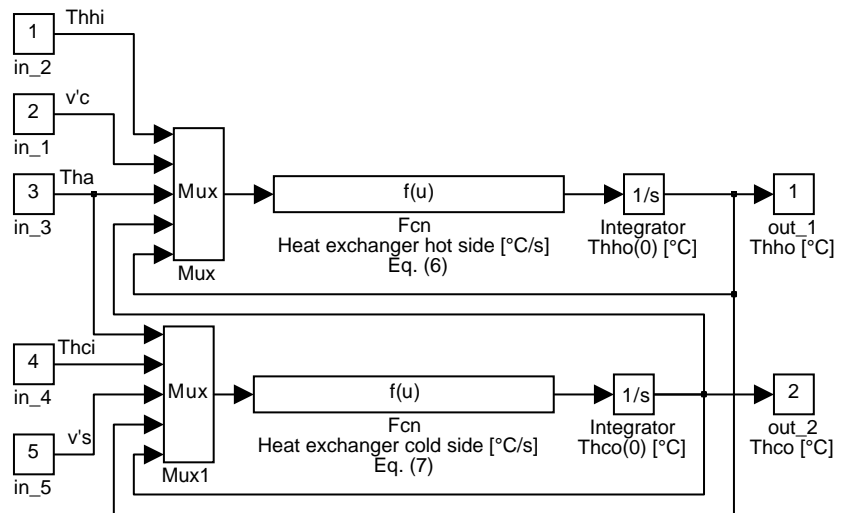 Thhi
1
in_2
v'c
2
in_1
Tha
3
in_3
Mux
Mux
f(u)
Fcn
Heat exchanger hot side [°C/s]
Eq. (6)
1/s
Integrator
Thho(0) [°C]
1
out_1
Thho [°C]
Thci
4
in_4
v's
5
in_5
Mux
Mux1
f(u)
Fcn
Heat exchanger cold side [°C/s]
Eq. (7)
1/s
Integrator
Thco(0) [°C]
2
out_2
Thco [°C]